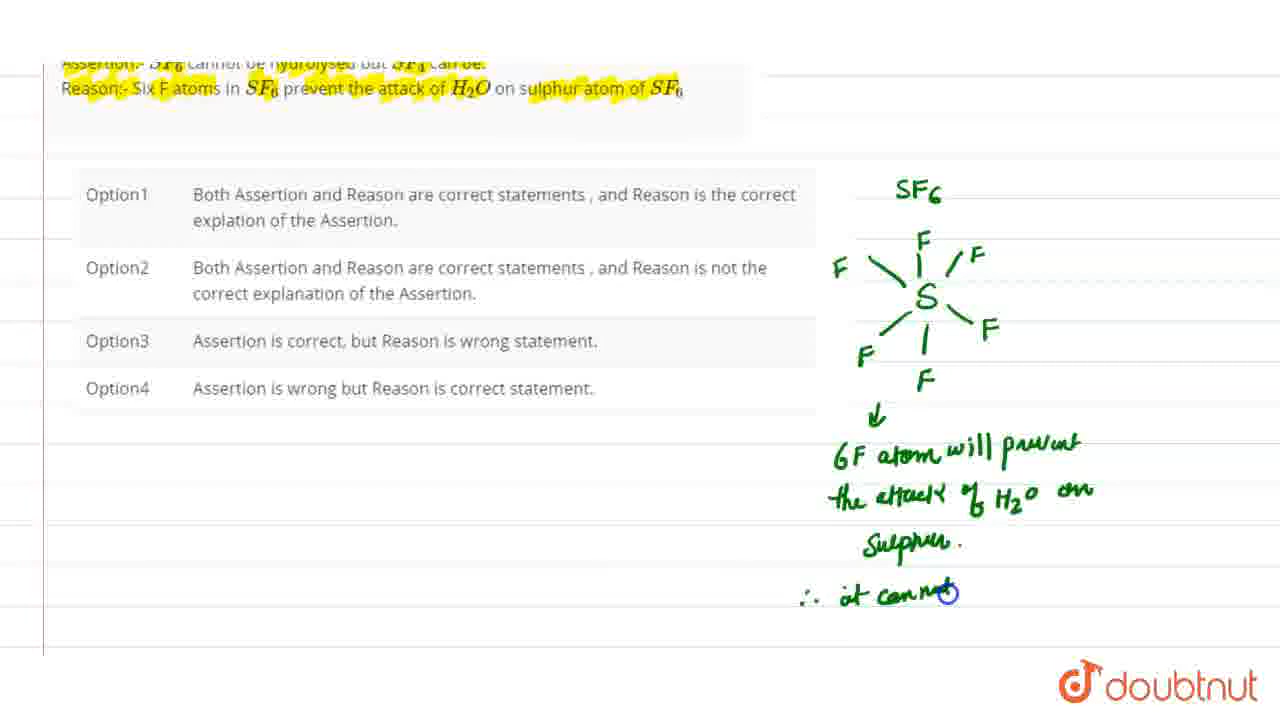 Assertion:- SF₆ cannot be hydrolysed but SF₄ can be.
Reason:- Six F atoms in SF₆ prevent the attack of H₂O on sulphur atom of SF₆
Option1 Both Assertion and Reason are correct statements , and Reason is the correct
explation of the Assertion.
Option2 Both Assertion and Reason are correct statements , and Reason is not the
correct explanation of the Assertion.
Option3 Assertion is correct, but Reason is wrong statement.
Option4 Assertion is wrong but Reason is correct statement.
SF₆
F
F F
S
F F
F
↓
6F atom will prevent
the attack of H₂O on
Sulphur.
∴ it cannot
doubtnut